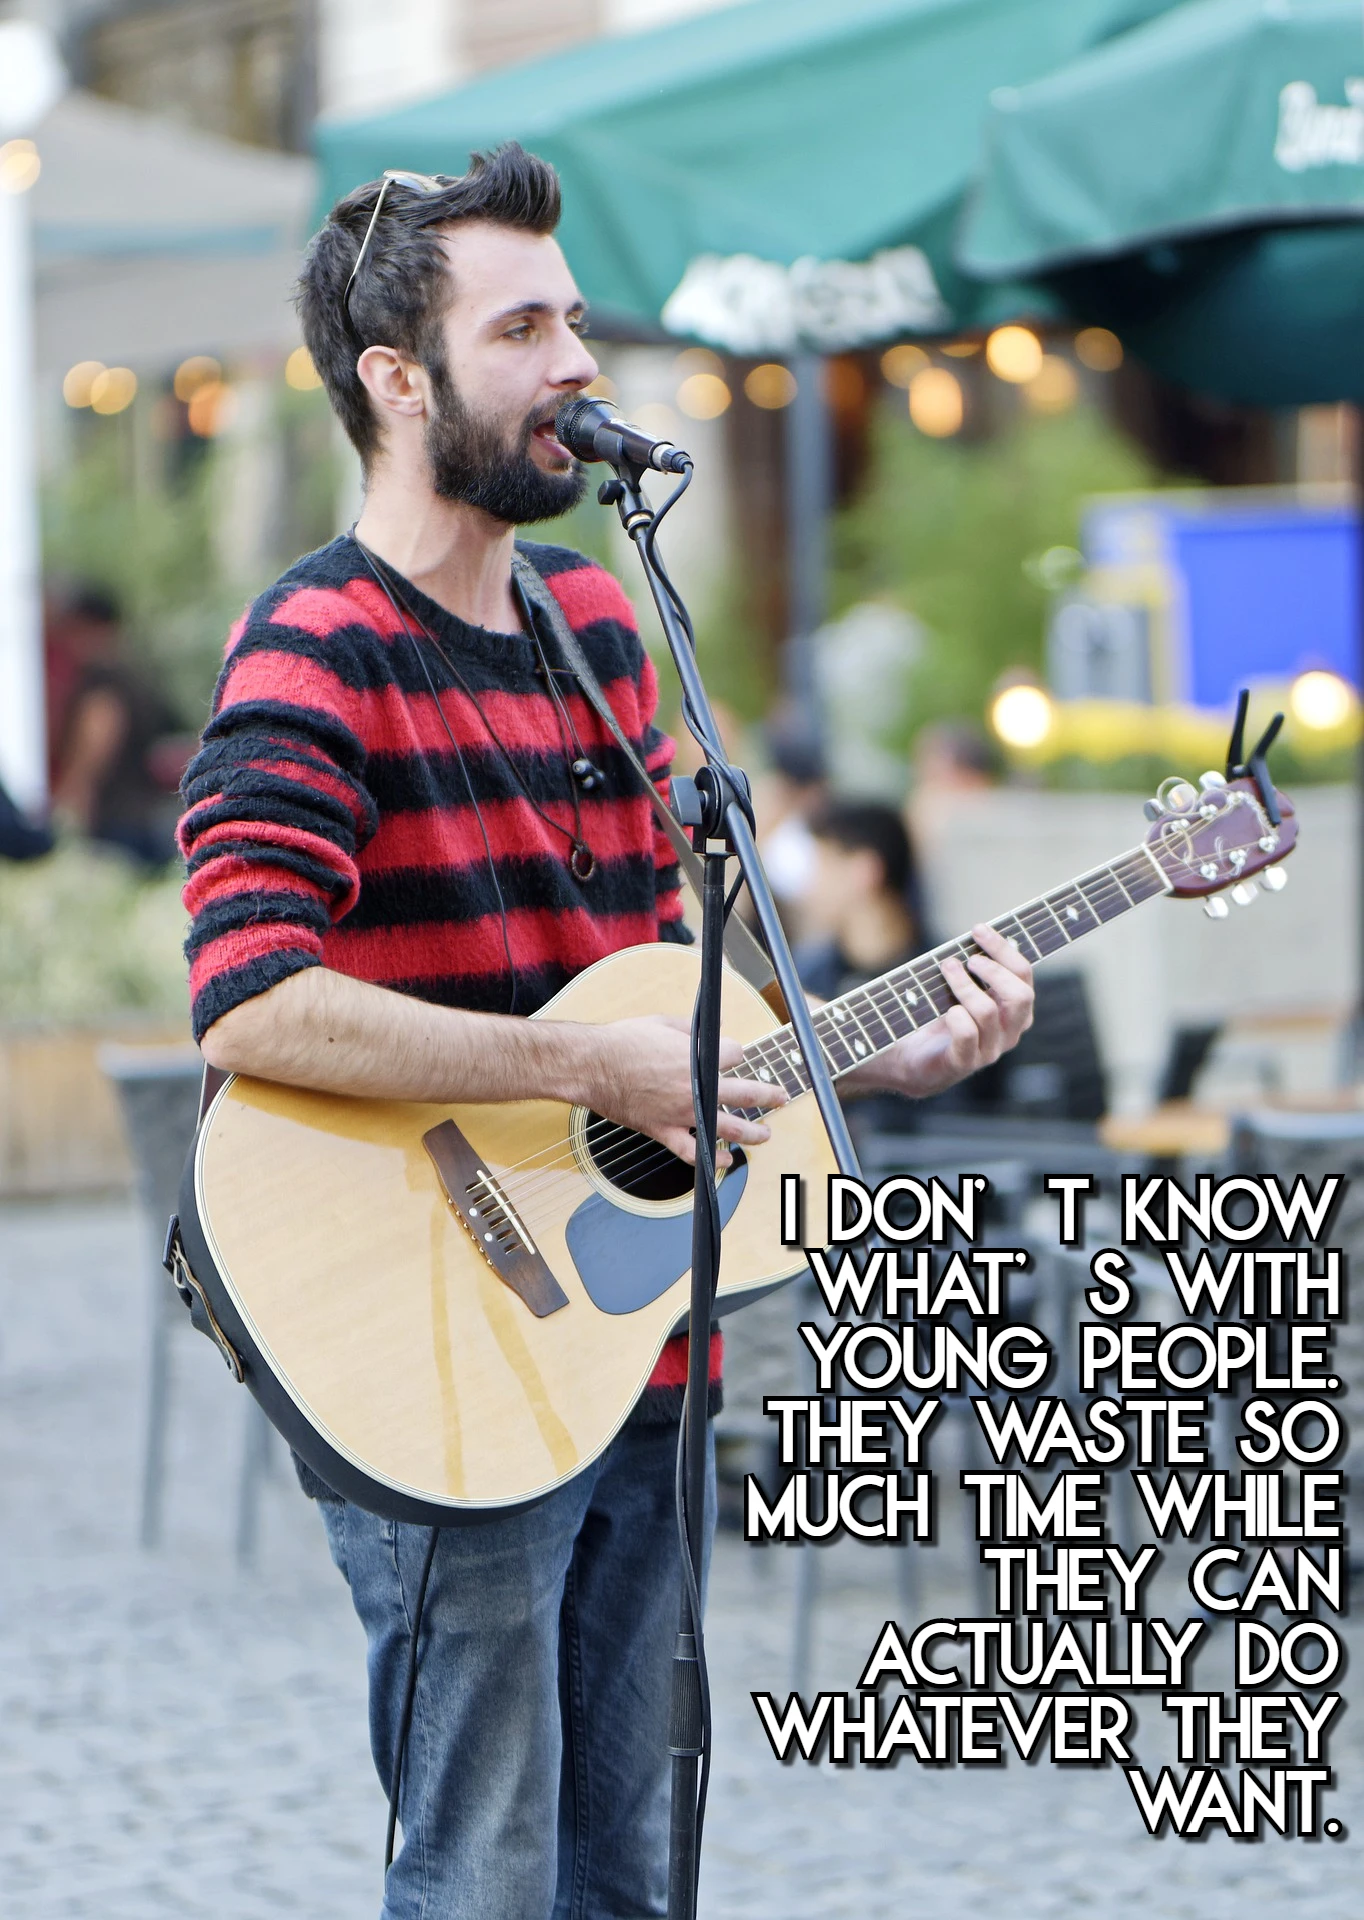 I DON' T KNOW
WHAT' S WITH
YOUNG PEOPLE.
THEY WASTE SO
MUCH TIME WHILE
THEY CAN
ACTUALLY DO
WHATEVER THEY
WANT.